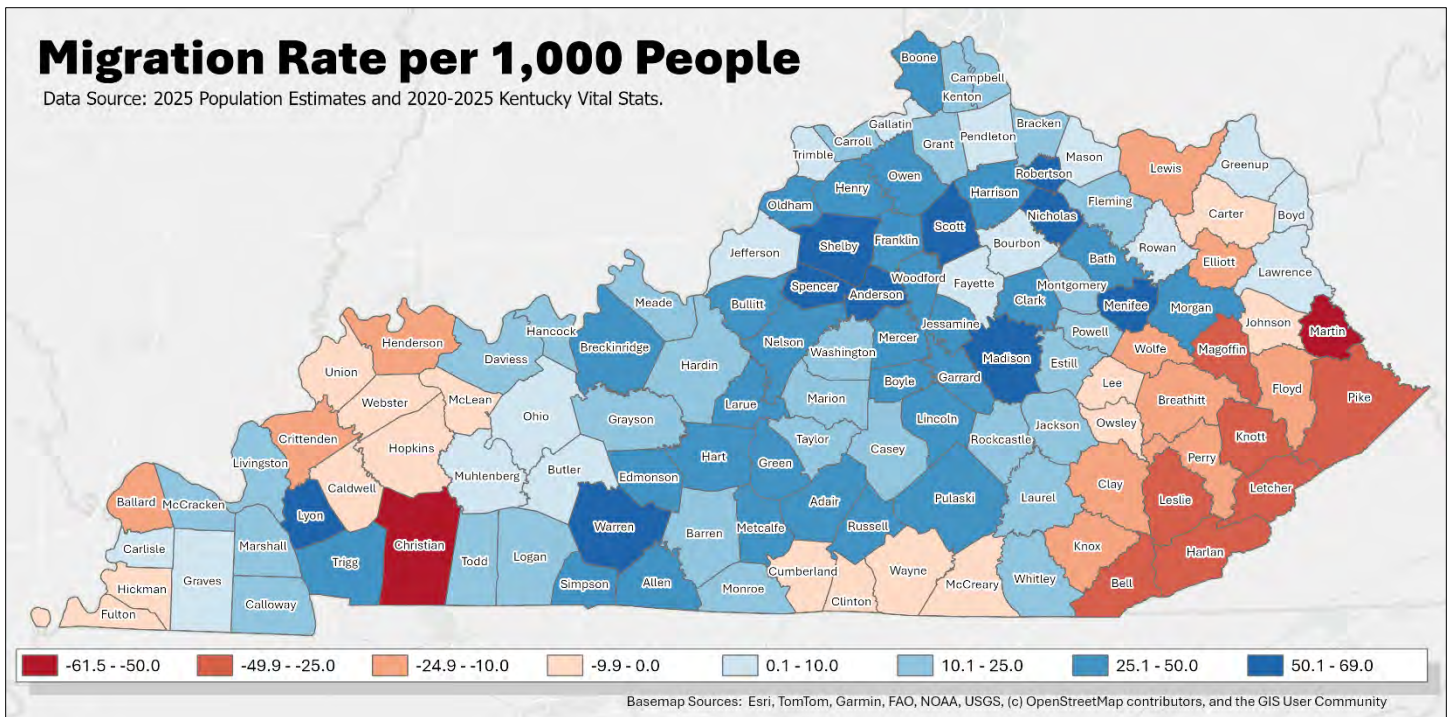 Migration Rate per 1,000 People
Data Source: 2025 Population Estimates and 2020-2025 Kentucky Vital Stats.
Boone
Campbell
Kenton
Gallatin
Carroll
Grant
Pendleton
Bracken
Trimble
Mason
Lewis
Greenup
Owen
Robertson
Henry
Harrison
Oldham
Fleming
Carter
Boyd
Nicholas
Scott
Shelby
Franklin
Bourbon
Rowan
Jefferson
Bath
Elliott
Lawrence
Woodford
Fayette
Montgomery
Spencer
Anderson
Clark
Menifee
Morgan
Meade
Bullitt
Jessamine
Johnson
Martin
Hancock
Henderson
Daviess
Breckinridge
Nelson
Washington
Mercer
Powell
Wolfe
Magoffin
Madison
Hardin
Estill
Union
Boyle
Garrard
Lee
Floyd
Webster
McLean
Larue
Marion
Breathitt
Pike
Ohio
Grayson
Lincoln
Owsley
Jackson
Crittenden
Taylor
Rockcastle
Knott
Hopkins
Casey
Perry
Livingston
Hart
Green
Muhlenberg
Butler
Edmonson
Caldwell
Clay
Letcher
Ballard
McCracken
Adair
Pulaski
Laurel
Leslie
Lyon
Warren
Metcalfe
Russell
Barren
Marshall
Christian
Carlisle
Knox
Harlan
Trigg
Todd
Logan
Cumberland
Wayne
McCreary
Whitley
Bell
Graves
Simpson
Allen
Monroe
Hickman
Clinton
Calloway
Fulton
-61.5 - -50.0
-49.9 - -25.0
-24.9 - -10.0
-9.9 - 0.0
0.1 - 10.0
10.1 - 25.0
25.1 - 50.0
50.1 - 69.0
Basemap Sources: Esri, TomTom, Garmin, FAO, NOAA, USGS, (c) OpenStreetMap contributors, and the GIS User Community